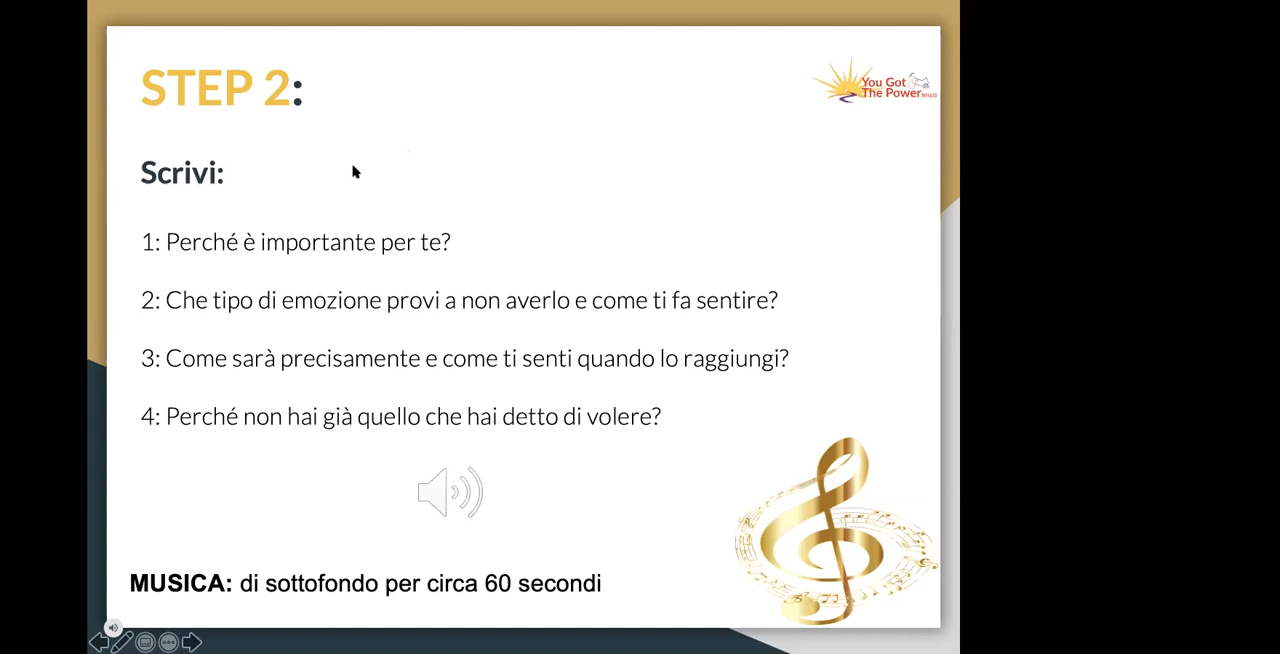 STEP 2:
You Got
The Power
Scrivi:
1: Perché è importante per te?
2: Che tipo di emozione provi a non averlo e come ti fa sentire?
3: Come sarà precisamente e come ti senti quando lo raggiungi?
4: Perché non hai già quello che hai detto di volere?
MUSICA: di sottofondo per circa 60 secondi